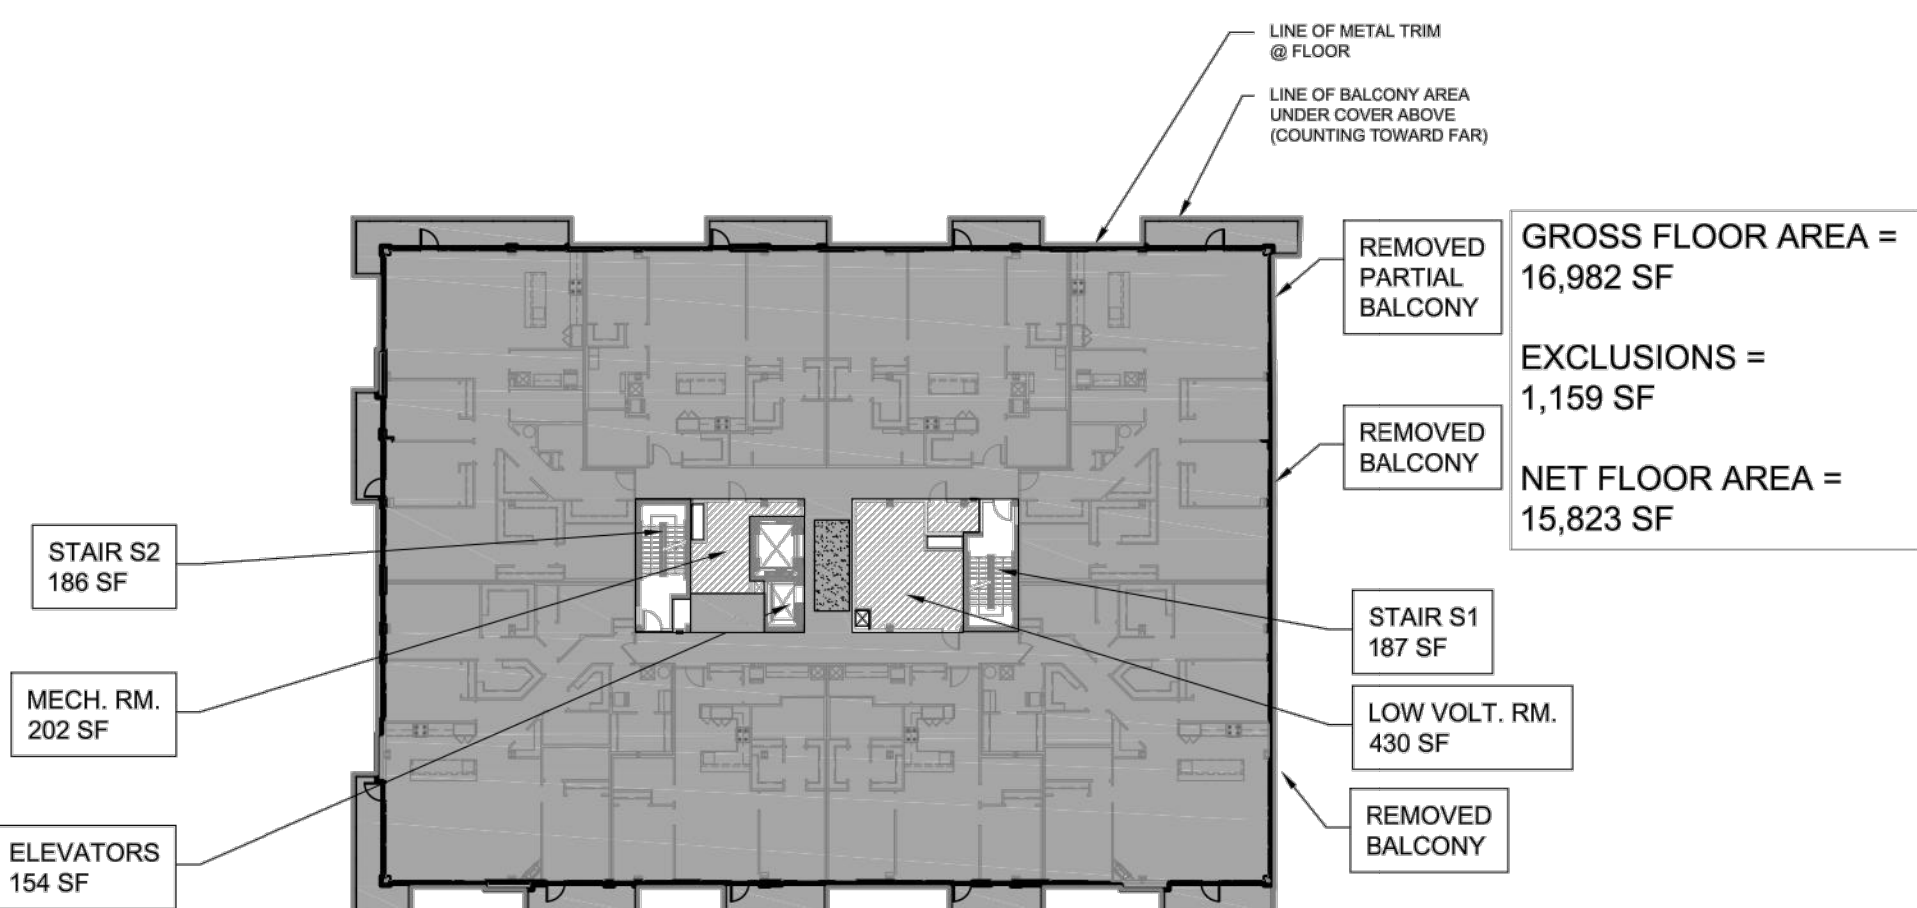 LINE OF METAL TRIM
@ FLOOR
LINE OF BALCONY AREA
UNDER COVER ABOVE
(COUNTING TOWARD FAR)
REMOVED
PARTIAL
BALCONY
GROSS FLOOR AREA =
16,982 SF
EXCLUSIONS =
1,159 SF
NET FLOOR AREA =
15,823 SF
REMOVED
BALCONY
STAIR S2
186 SF
STAIR S1
187 SF
MECH. RM.
202 SF
LOW VOLT. RM.
430 SF
ELEVATORS
154 SF
REMOVED
BALCONY